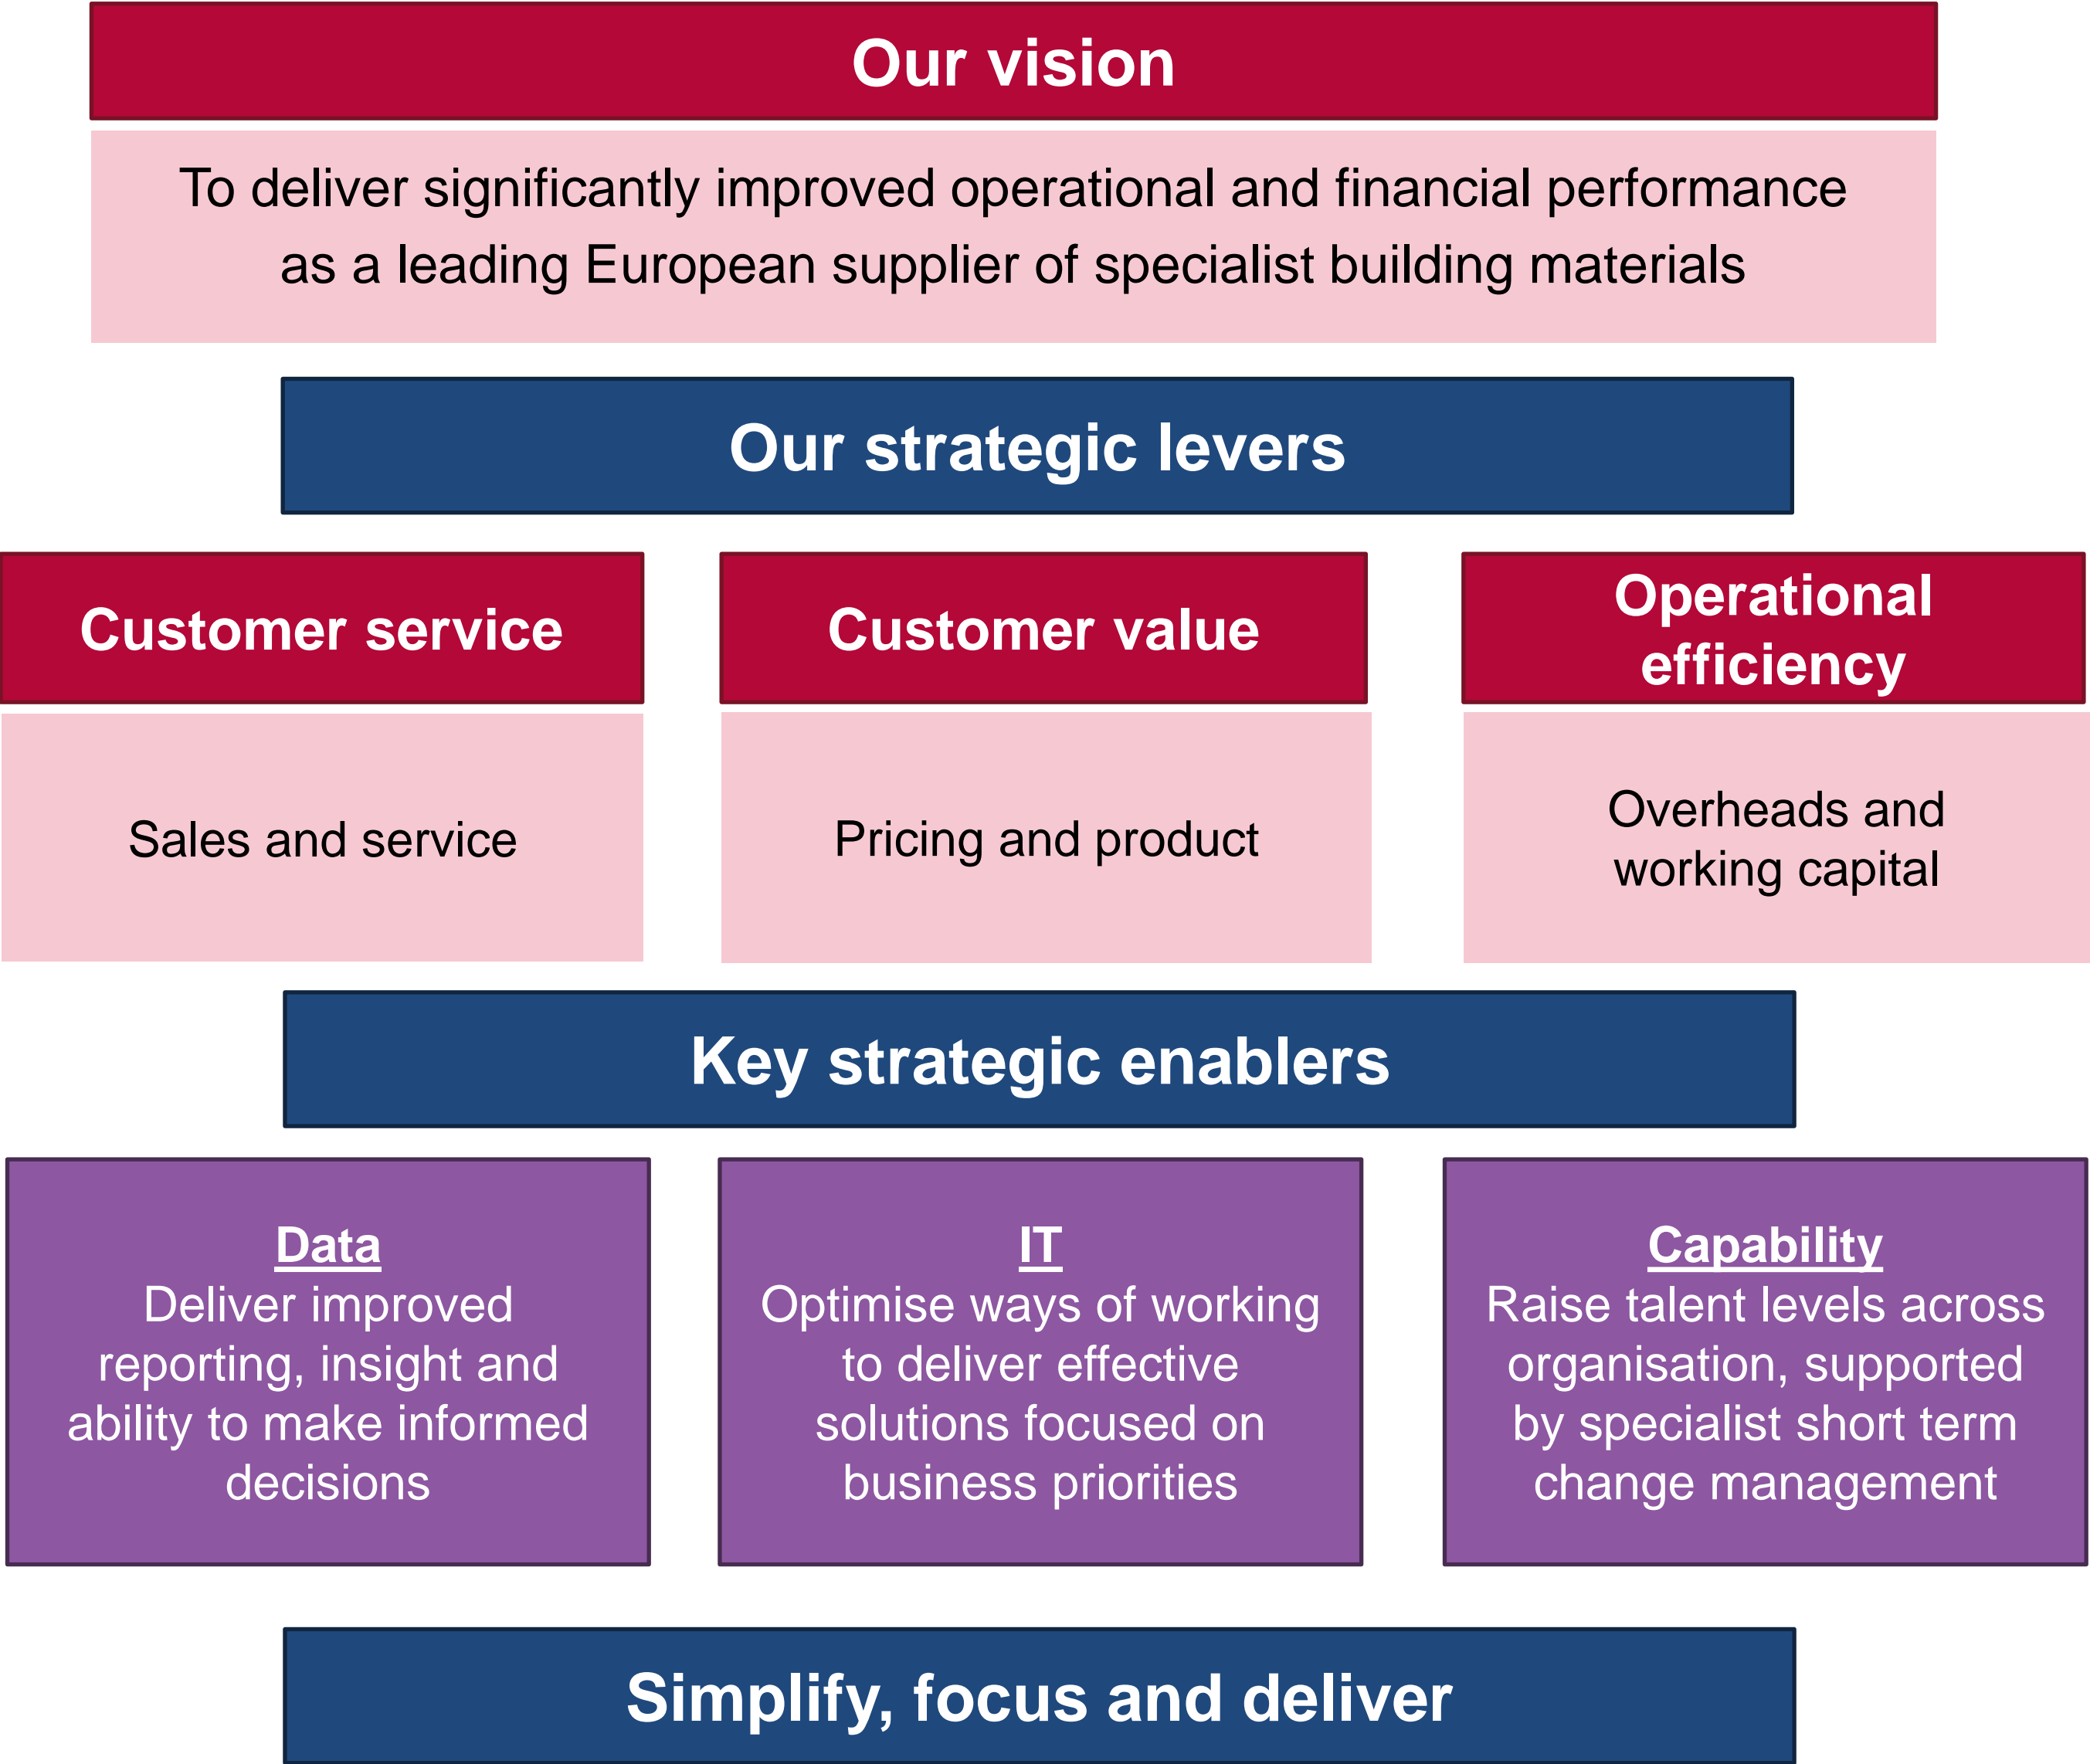 Our vision
To deliver significantly improved operational and financial performance
as a leading European supplier of specialist building materials
Our strategic levers
Customer service
Sales and service
Customer value
Pricing and product
Operational
efficiency
Overheads and
working capital
Key strategic enablers
Data
Deliver improved
reporting, insight and
ability to make informed
decisions
IT
Optimise ways of working
to deliver effective
solutions focused on
business priorities
Capability
Raise talent levels across
organisation, supported
by specialist short term
change management
Simplify, focus and deliver